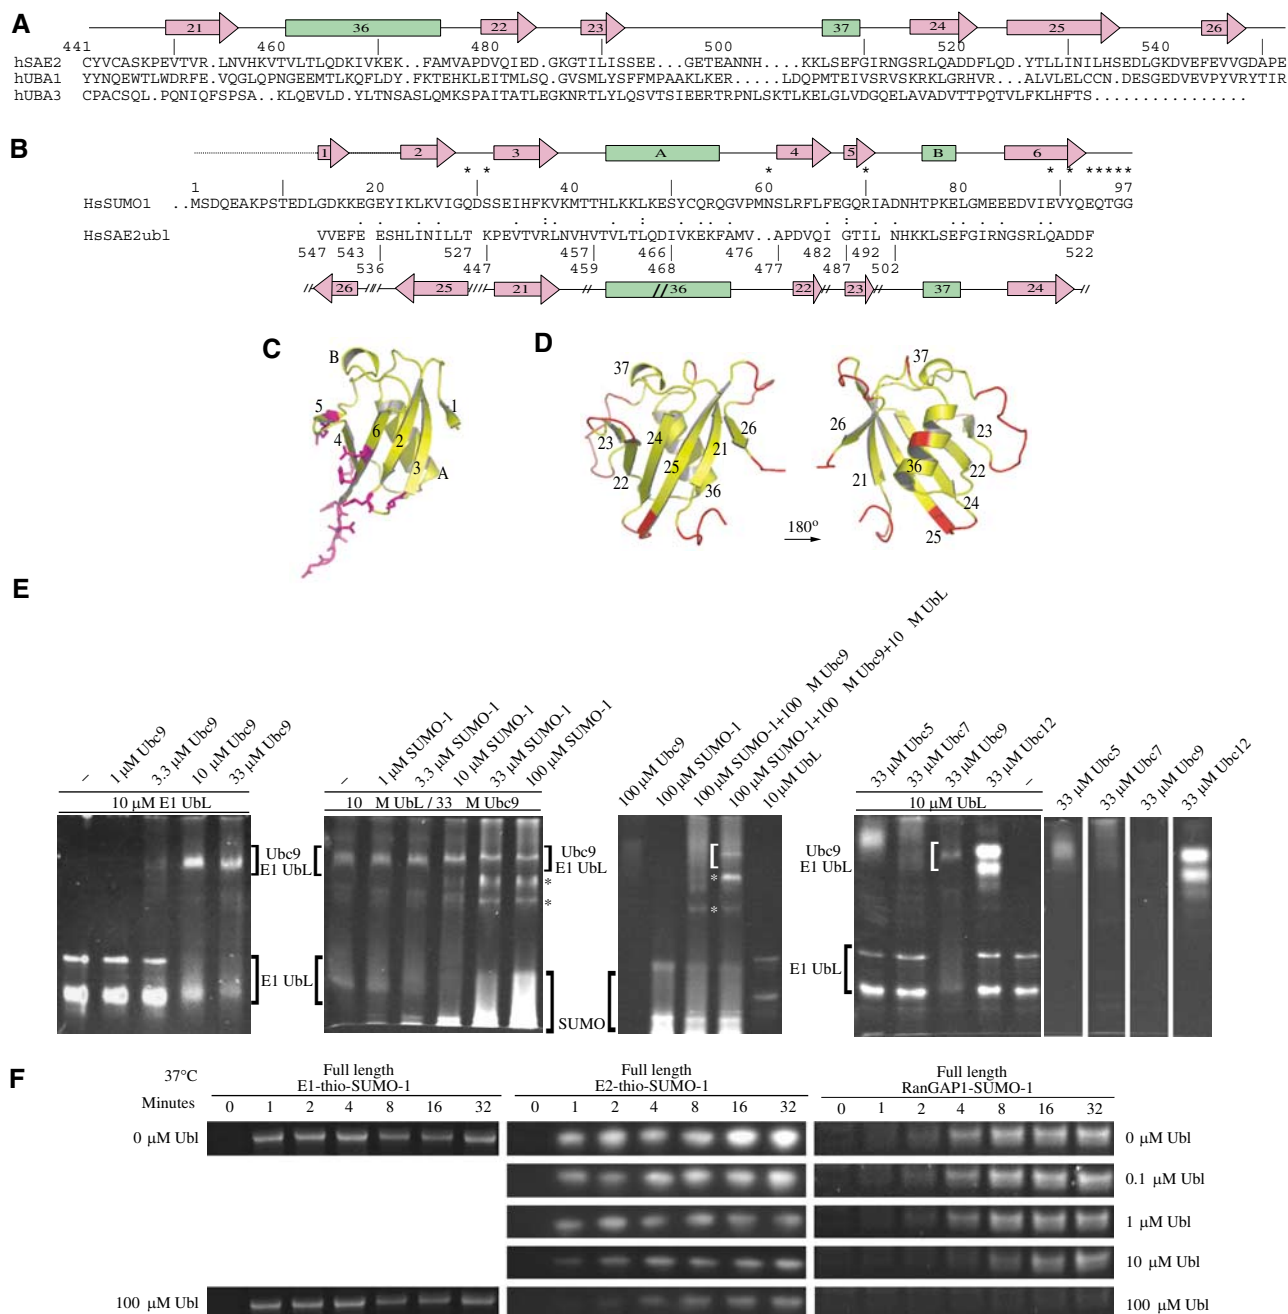 A
21 36 22 23 37 24 25 26
441 460 480 500 520 540
hSAE2 CYVCASKPEVTVR.LNVHKVTVLTLQDKIVKEK..FAMVAPDVQIED.GKGTILISSEE...GETEANNH....KKLSEFGIRNGSRLQADDFLQD.YTLLINILHSEDLGKDVEFEVVGDAPE
hUBA1 YYNQEWTLWDRFE.VQGLQPNGEEMTLKQFLDY.FKTEHKLEITMLSQ.GVSMLYSFFMPAAKLKER....LDQPMTEIVSRVSKRKLGRHVR...ALVLELCCN.DESGEDVEVPYVRYTIR
hUBA3 CPACSQL.PQNIQFSPSA..KLQEVLD.YLTNSASLQMKSPAITATLEGKNRTLYLQSVTSIEERTRPNLSKTLKELGLVDGQELAVADVTTPQTVLFKLHFTS...............
B
1 2 3 A 4 5 B 6
* * * * * * * * * * *
1 20 40 60 80 97
HsSUMO1 ..MSDQEAKPSTEDLGDKKEGEYIKLKVIGQDSSEIHFKVKMTTHLKKLKESYCQRQGVPMNSLRFLFEGQRIADNHTPKELGMEEEDVIEVYQEQTGG
HsSAE2ubl VVEFE ESHLINILLT KPEVTVRLNVHVTVLTLQDIVKEKFAMV..APDVQI GTIL NHKKLSEFGIRNGSRLQADDF
547 543 527 457 466 476 482 492 522
536 447 459 468 477 487 502
26 25 21 36 22 23 37 24
C
B 5 4 6 2 3 1 A
D
37 23 24 26 21 25 22 36
180º
37 26 23 36 22 21 24 25
E
– 1 μM Ubc9 3.3 μM Ubc9 10 μM Ubc9 33 μM Ubc9
10 μM E1 UbL
Ubc9
E1 UbL
E1 UbL
– 1 μM SUMO-1 3.3 μM SUMO-1 10 μM SUMO-1 33 μM SUMO-1 100 μM SUMO-1
10 M UbL / 33 M Ubc9
Ubc9
E1 UbL
*
*
SUMO
100 μM Ubc9 100 μM SUMO-1 100 μM SUMO-1+100 M Ubc9 100 μM SUMO-1+100 M Ubc9+10 M UbL 10 μM UbL
*
*
33 μM Ubc5 33 μM Ubc7 33 μM Ubc9 33 μM Ubc12 –
10 μM UbL
Ubc9
E1 UbL
E1 UbL
33 μM Ubc5 33 μM Ubc7 33 μM Ubc9 33 μM Ubc12
F
37°C
Full length
E1-thio-SUMO-1
Full length
E2-thio-SUMO-1
Full length
RanGAP1-SUMO-1
Minutes 0 1 2 4 8 16 32 0 1 2 4 8 16 32 0 1 2 4 8 16 32
0 μM Ubl 0 μM Ubl
0.1 μM Ubl
1 μM Ubl
10 μM Ubl
100 μM Ubl 100 μM Ubl